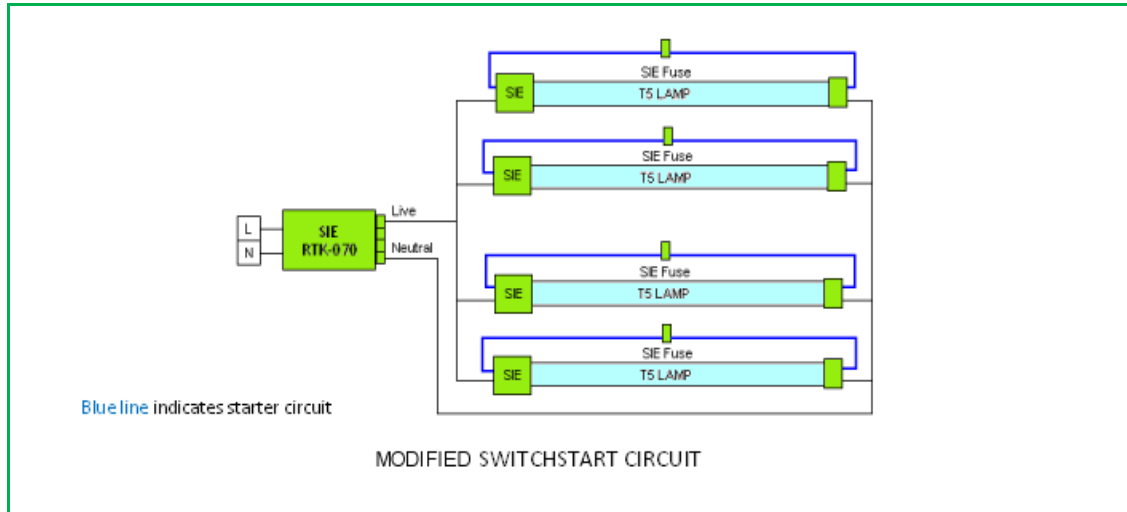 SIE Fuse
SIE
T5 LAMP
SIE Fuse
SIE
T5 LAMP
Live
L
SIE
RTK-070
N
Neutral
SIE Fuse
SIE
T5 LAMP
SIE Fuse
SIE
T5 LAMP
Blue line indicates starter circuit
MODIFIED SWITCHSTART CIRCUIT